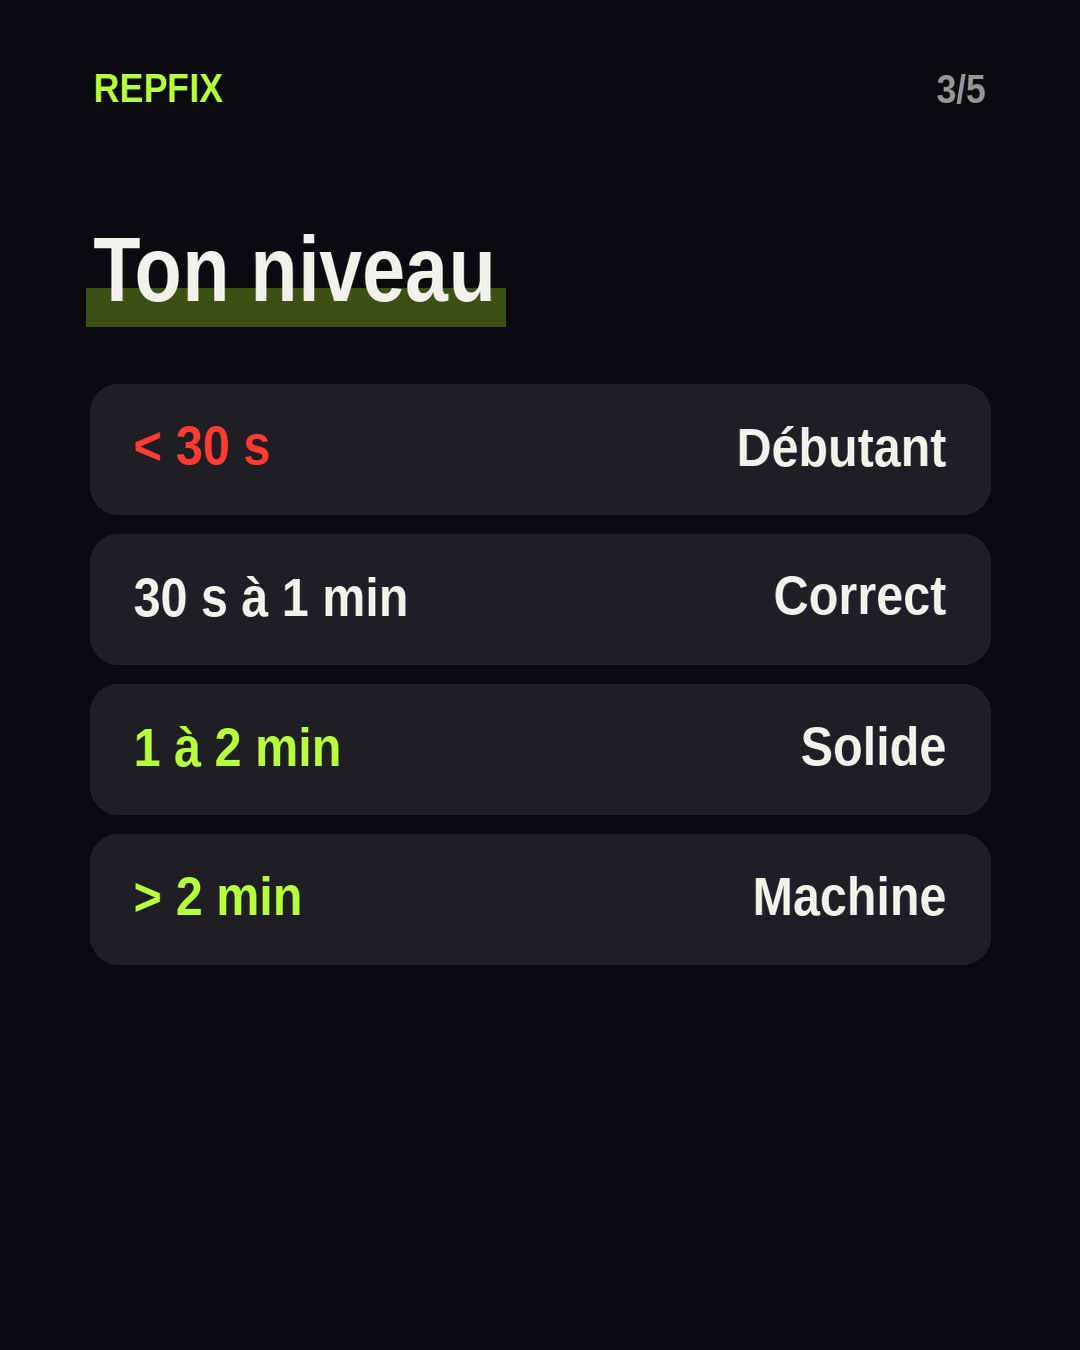 REPFIX
3/5
Ton niveau
< 30 s Débutant
30 s à 1 min Correct
1 à 2 min Solide
> 2 min Machine